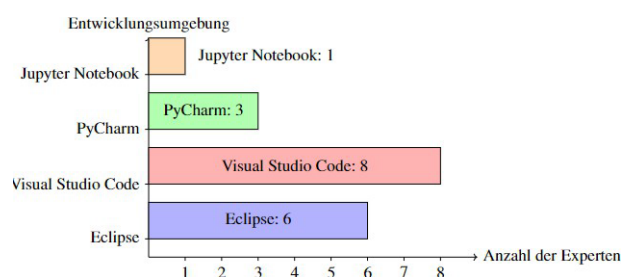 Entwicklungsumgebung
Jupyter Notebook: 1
Jupyter Notebook
PyCharm: 3
PyCharm
Visual Studio Code: 8
Visual Studio Code
Eclipse: 6
Eclipse
Anzahl der Experten
1 2 3 4 5 6 7 8